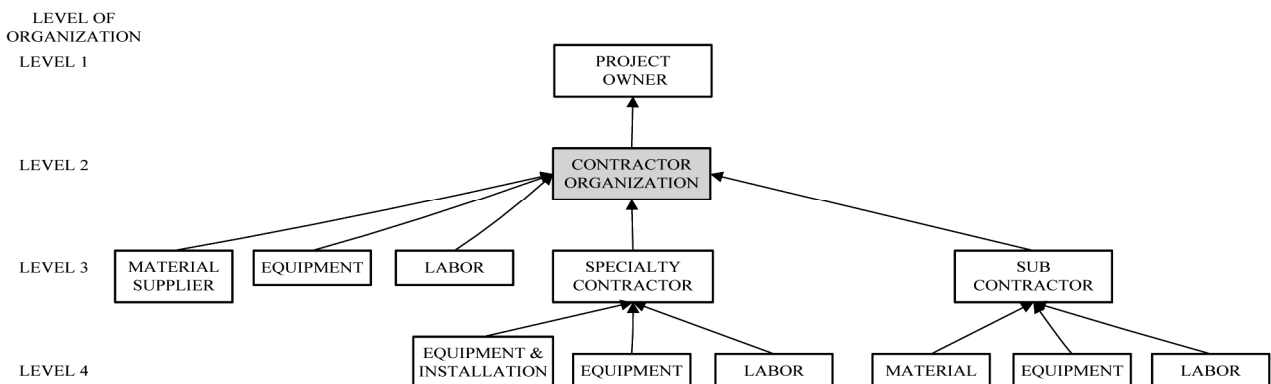 LEVEL OF
ORGANIZATION
LEVEL 1
PROJECT
OWNER
LEVEL 2
CONTRACTOR
ORGANIZATION
LEVEL 3
MATERIAL
SUPPLIER
EQUIPMENT
LABOR
SPECIALTY
CONTRACTOR
SUB
CONTRACTOR
LEVEL 4
EQUIPMENT &
INSTALLATION
EQUIPMENT
LABOR
MATERIAL
EQUIPMENT
LABOR